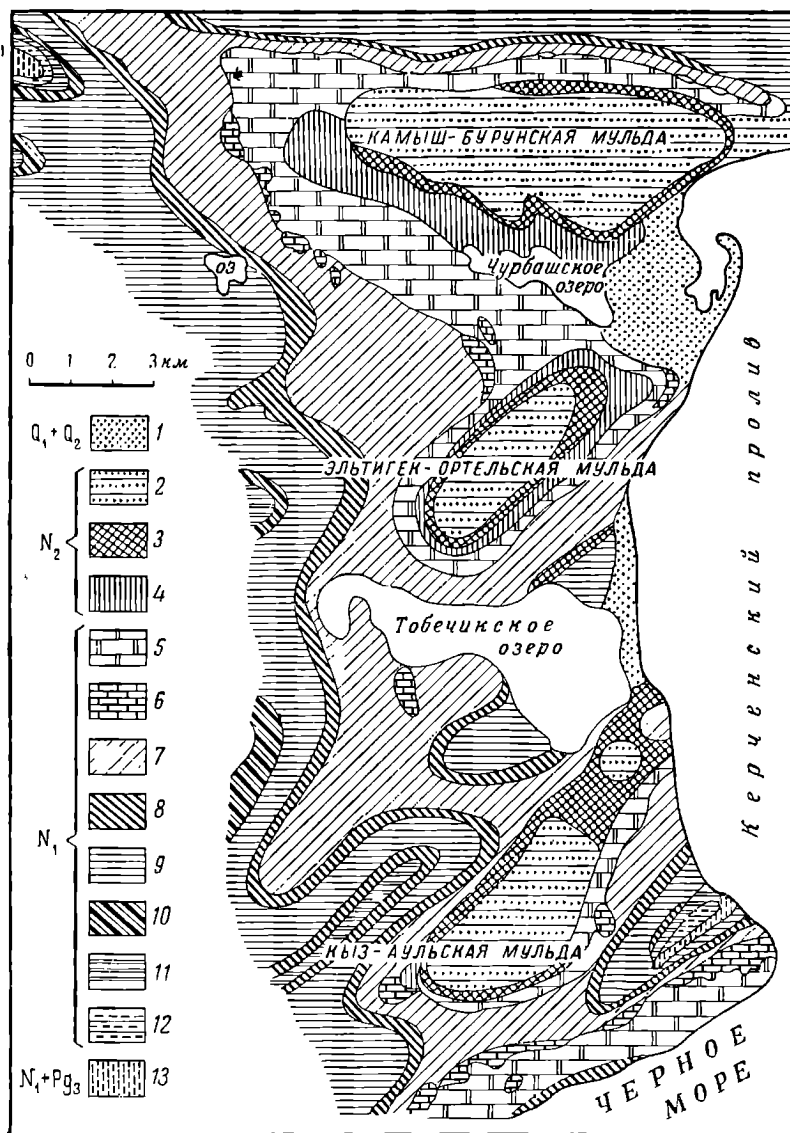 КАМЫШ-БУРУНСКАЯ МУЛЬДА
Чурбашское
озеро
оз
0 1 2 3 км
Q₁ + Q₂ 1
2
N₂ 3
4
5
6
7
8
N₁ 9
10
11
12
N₁+Pg₃ 13
ЭЛЬТИГЕК-ОРТЕЛЬСКАЯ МУЛЬДА
Тобечикское
озеро
КЫЗ-АУЛЬСКАЯ МУЛЬДА
Керченский пролив
ЧЕРНОЕ
МОРЕ